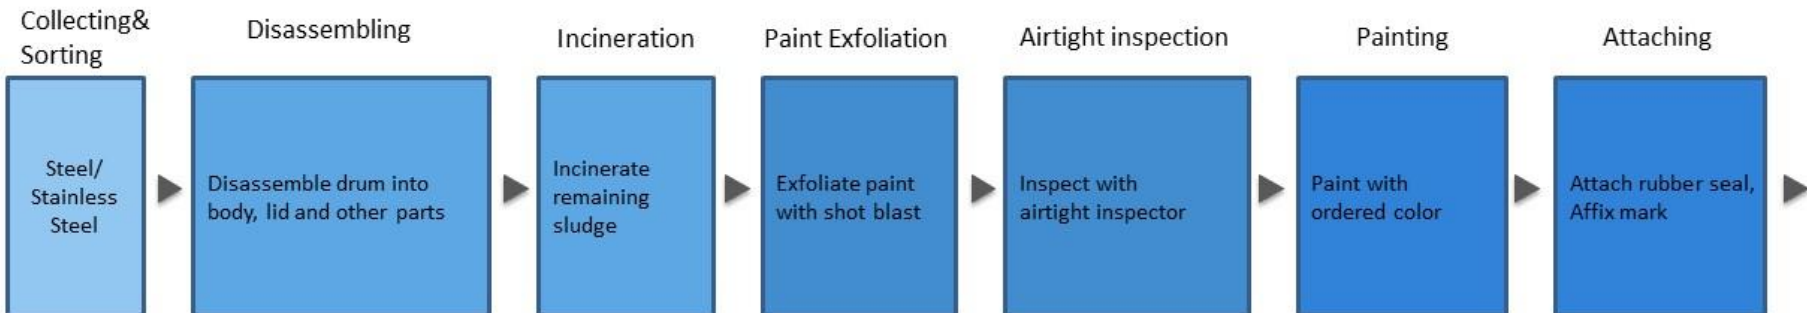 Collecting&
Sorting
Disassembling
Incineration
Paint Exfoliation
Airtight inspection
Painting
Attaching
Steel/
Stainless
Steel
Disassemble drum into
body, lid and other parts
Incinerate
remaining
sludge
Exfoliate paint
with shot blast
Inspect with
airtight inspector
Paint with
ordered color
Attach rubber seal,
Affix mark